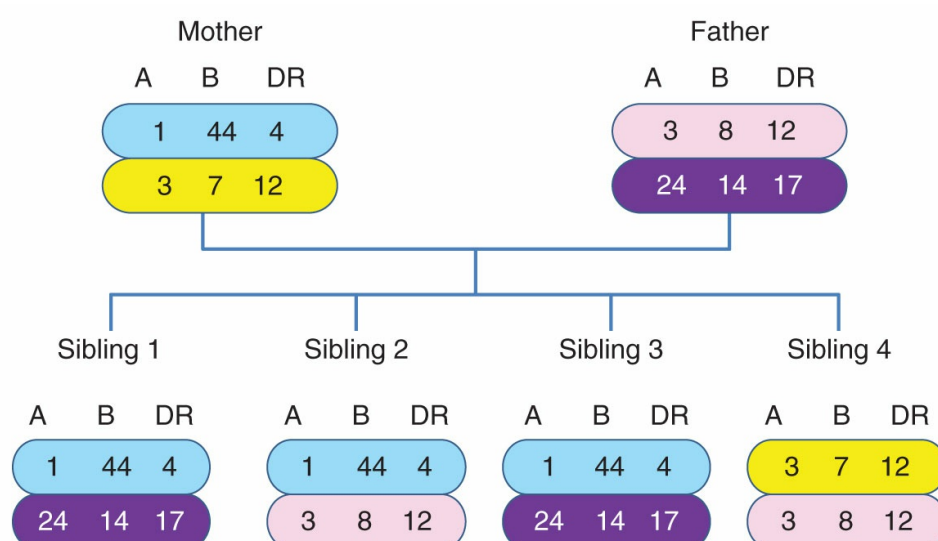 Mother Father
A B DR A B DR
1 44 4 3 8 12
3 7 12 24 14 17
Sibling 1 Sibling 2 Sibling 3 Sibling 4
A B DR A B DR A B DR A B DR
1 44 4 1 44 4 1 44 4 3 7 12
24 14 17 3 8 12 24 14 17 3 8 12